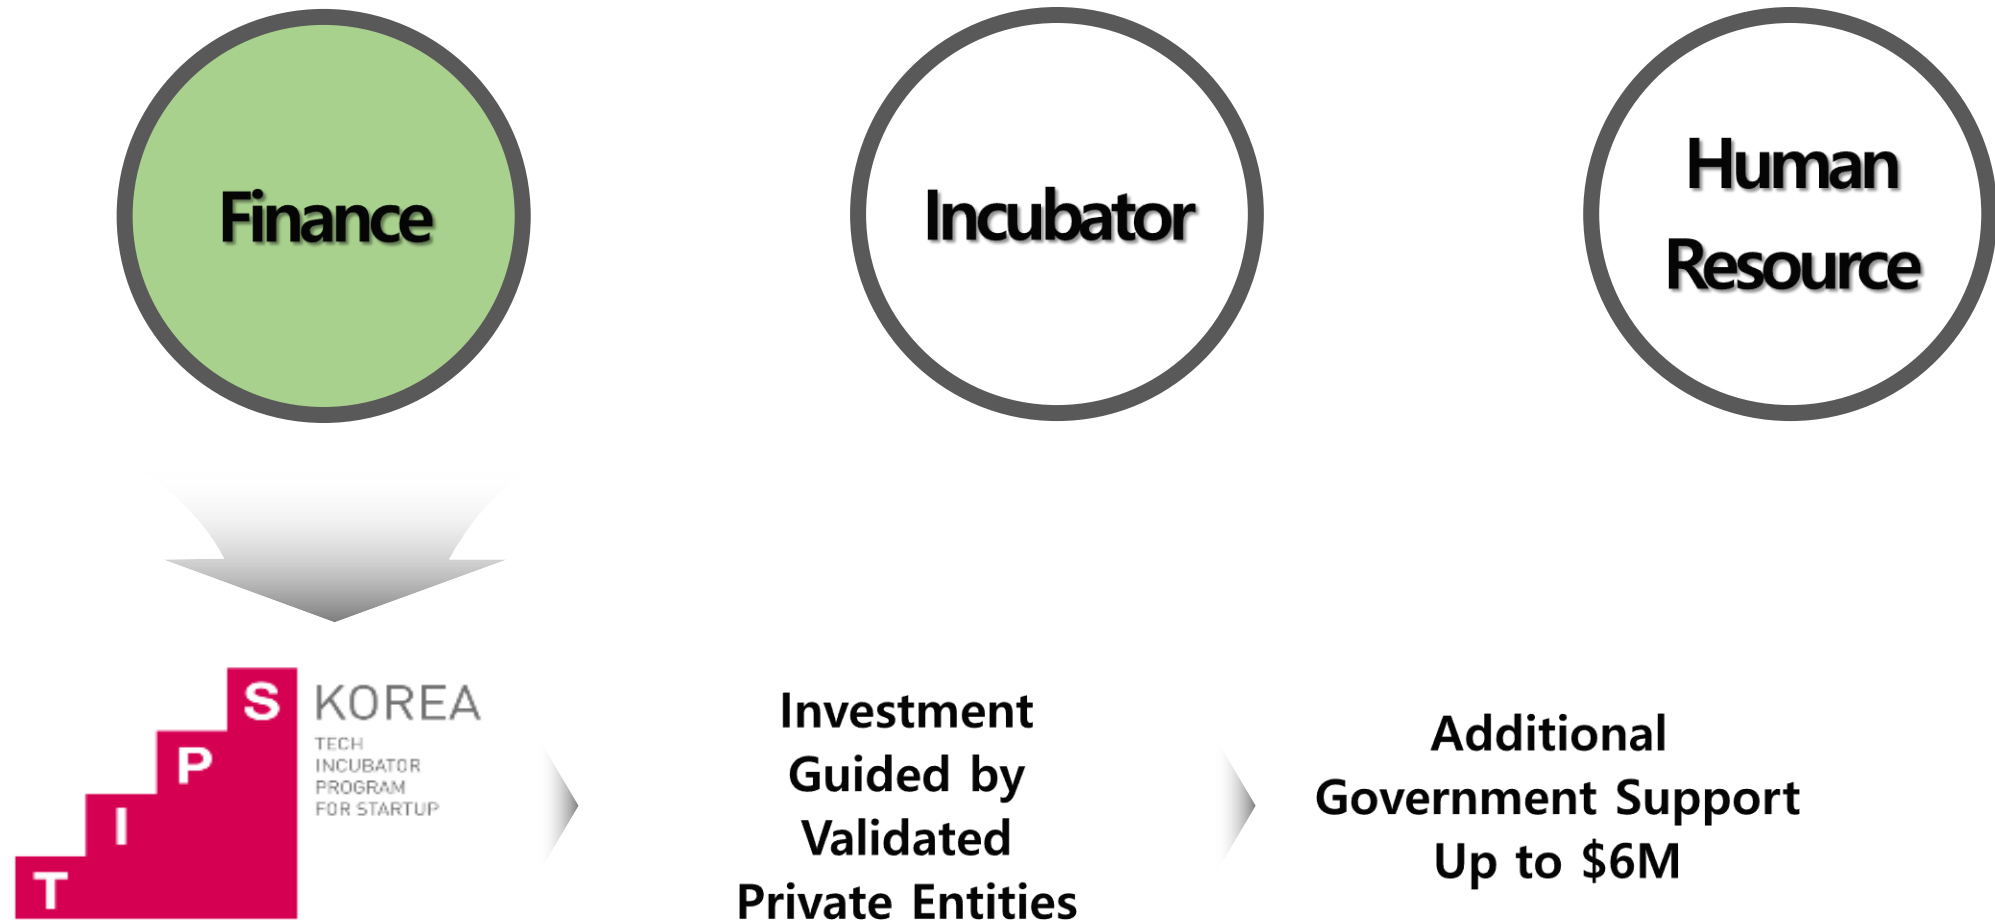 Finance
Incubator
Human
Resource
S
P
I
T
KOREA
TECH
INCUBATOR
PROGRAM
FOR STARTUP
Investment
Guided by
Validated
Private Entities
Additional
Government Support
Up to $6M